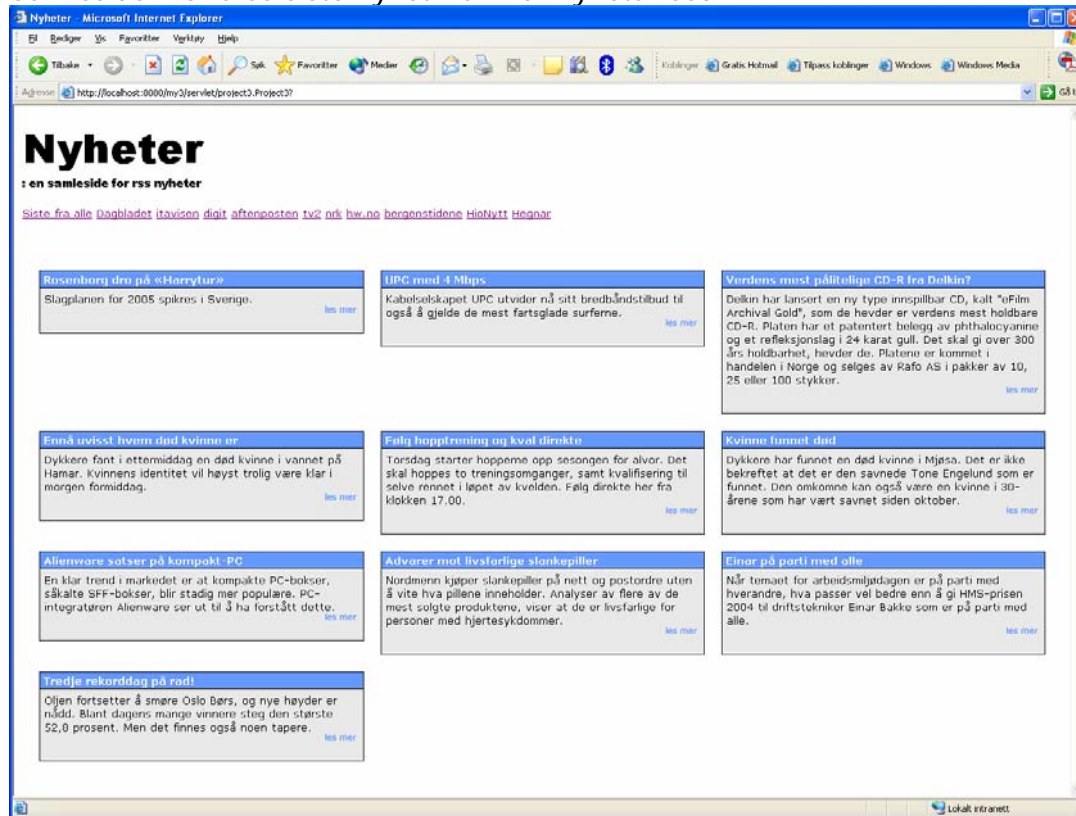 Nyheter - Microsoft Internet Explorer
Fil Rediger Vis Favoritter Verktøy Hjelp
Tilbake Søk Favoritter Medier Koblinger Gratis Hotmail Tilpass koblinger Windows Windows Media
Adresse http://localhost:8080/my3/servlet/project3.Project3? Gå t
Nyheter
: en samleside for rss nyheter
Siste fra alle Dagbladet itavisen digit aftenposten tv2 nrk hw.no bergenstidene HioNytt Hegnar
Rosenborg dro på «Harrytur»
Slagplanen for 2005 spikres i Sverige.
les mer
UPC med 4 Mbps
Kabelselskapet UPC utvider nå sitt bredbåndstilbud til
også å gjelde de mest fartsglade surferne.
les mer
Verdens mest pålitelige CD-R fra Delkin?
Delkin har lansert en ny type innspillbar CD, kalt "eFilm
Archival Gold", som de hevder er verdens mest holdbare
CD-R. Platen har et patentert belegg av phthalocyanine
og et refleksjonslag i 24 karat gull. Det skal gi over 300
års holdbarhet, hevder de. Platene er kommet i
handelen i Norge og selges av Rafo AS i pakker av 10,
25 eller 100 stykker.
les mer
Ennå uvisst hvem død kvinne er
Dykkere fant i ettermiddag en død kvinne i vannet på
Hamar. Kvinnens identitet vil høyst trolig være klar i
morgen formiddag.
les mer
Følg hopptrening og kval direkte
Torsdag starter hopperne opp sesongen for alvor. Det
skal hoppes to treningsomganger, samt kvalifisering til
selve rennet i løpet av kvelden. Følg direkte her fra
klokken 17.00.
les mer
Kvinne funnet død
Dykkere har funnet en død kvinne i Mjøsa. Det er ikke
bekreftet at det er den savnede Tone Engelund som er
funnet. Den omkomne kan også være en kvinne i 30-
årene som har vært savnet siden oktober.
les mer
Alienware satser på kompakt-PC
En klar trend i markedet er at kompakte PC-bokser,
såkalte SFF-bokser, blir stadig mer populære. PC-
integratøren Alienware ser ut til å ha forstått dette.
les mer
Advarer mot livsfarlige slankepiller
Nordmenn kjøper slankepiller på nett og postordre uten
å vite hva pillene inneholder. Analyser av flere av de
mest solgte produktene, viser at de er livsfarlige for
personer med hjertesykdommer.
les mer
Einar på parti med alle
Når temaet for arbeidsmiljødagen er på parti med
hverandre, hva passer vel bedre enn å gi HMS-prisen
2004 til driftstekniker Einar Bakke som er på parti med
alle.
les mer
Tredje rekorddag på rad!
Oljen fortsetter å smøre Oslo Børs, og nye høyder er
nådd. Blant dagens mange vinnere steg den største
52,8 prosent. Men det finnes også noen tapere.
les mer
Lokalt intranett